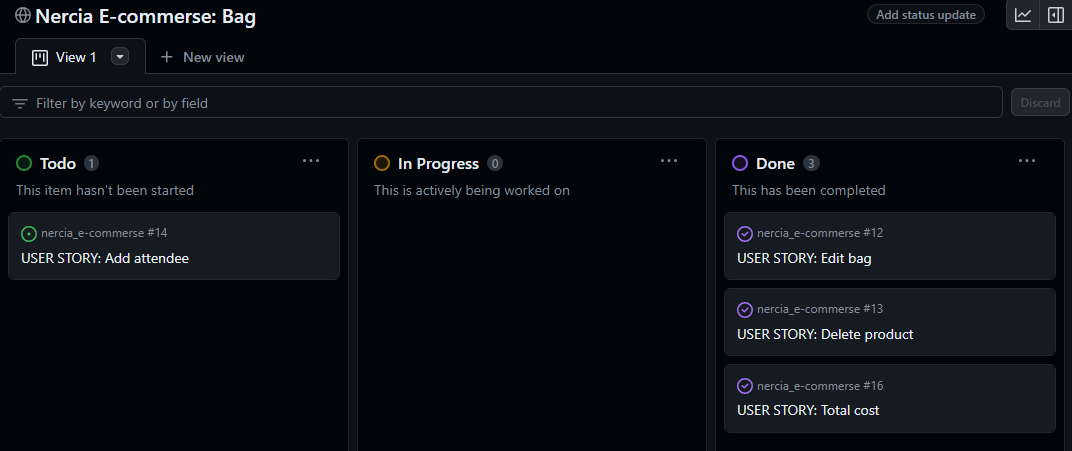 Nercia E-commerse: Bag
Add status update
View 1
New view
Filter by keyword or by field
Discard
Todo 1
This item hasn't been started
nercia_e-commerse #14
USER STORY: Add attendee
In Progress 0
This is actively being worked on
Done 3
This has been completed
nercia_e-commerse #12
USER STORY: Edit bag
nercia_e-commerse #13
USER STORY: Delete product
nercia_e-commerse #16
USER STORY: Total cost